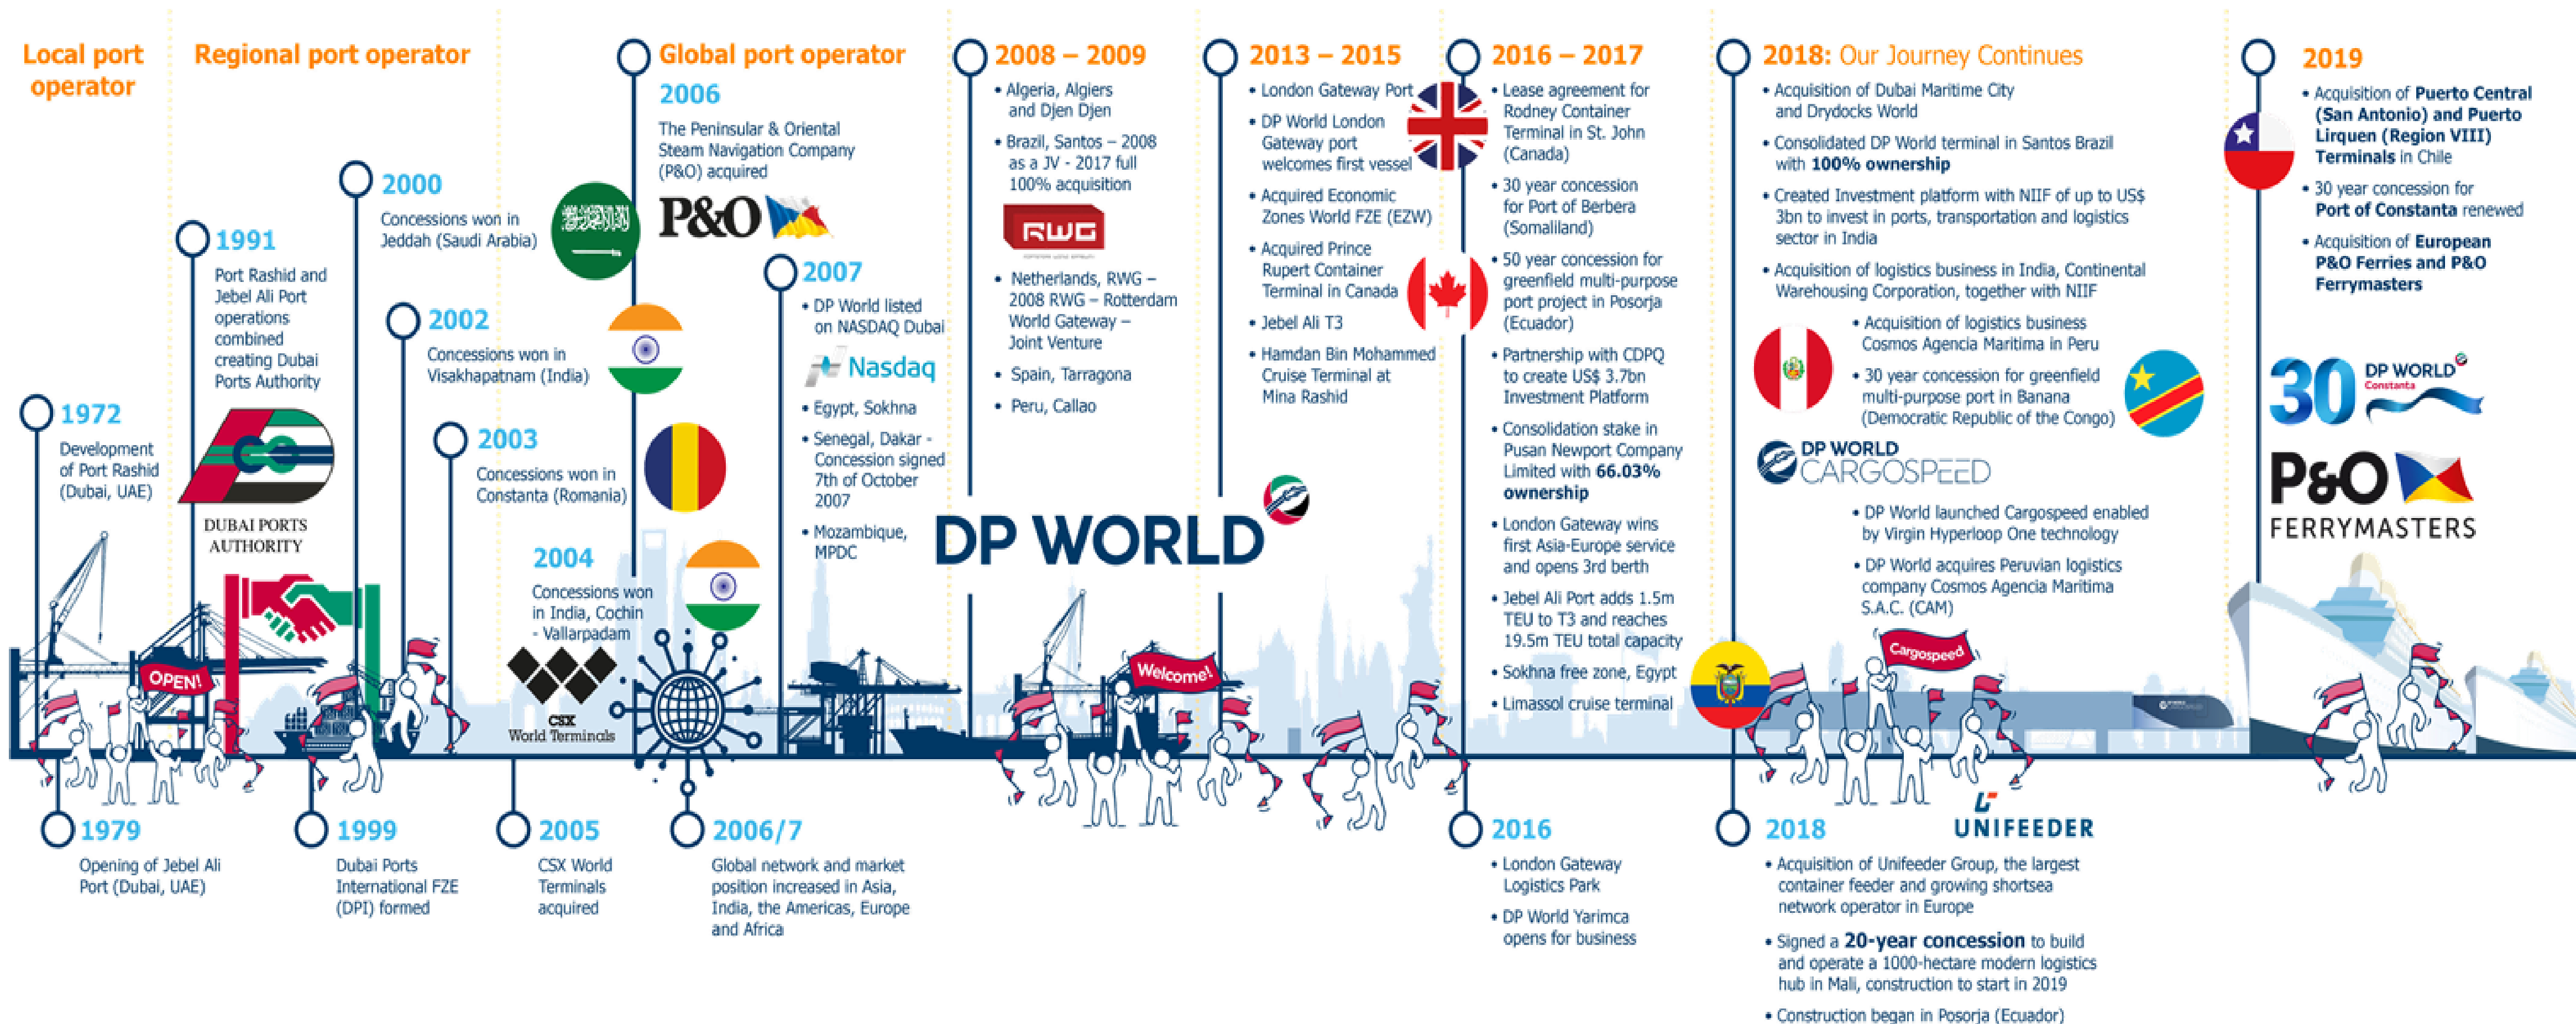 Local port
operator
1972
Development
of Port Rashid
(Dubai, UAE)
1979
Opening of Jebel Ali
Port (Dubai, UAE)
OPEN!
Regional port operator
1991
Port Rashid and
Jebel Ali Port
operations
combined
creating Dubai
Ports Authority
DUBAI PORTS
AUTHORITY
1999
Dubai Ports
International FZE
(DPI) formed
2000
Concessions won in
Jeddah (Saudi Arabia)
2002
Concessions won in
Visakhapatnam (India)
2003
Concessions won in
Constanta (Romania)
2004
Concessions won
in India, Cochin
- Vallarpadam
CSX
World Terminals
2005
CSX World
Terminals
acquired
Global port operator
2006
The Peninsular & Oriental
Steam Navigation Company
(P&O) acquired
P&O
2006/7
Global network and market
position increased in Asia,
India, the Americas, Europe
and Africa
2007
• DP World listed
on NASDAQ Dubai
Nasdaq
• Egypt, Sokhna
• Senegal, Dakar -
Concession signed
7th of October
2007
• Mozambique,
MPDC
2008 – 2009
• Algeria, Algiers
and Djen Djen
• Brazil, Santos – 2008
as a JV - 2017 full
100% acquisition
RWG
• Netherlands, RWG –
2008 RWG – Rotterdam
World Gateway –
Joint Venture
• Spain, Tarragona
• Peru, Callao
DP WORLD
Welcome!
2013 – 2015
• London Gateway Port
• DP World London
Gateway port
welcomes first vessel
• Acquired Economic
Zones World FZE (EZW)
• Acquired Prince
Rupert Container
Terminal in Canada
• Jebel Ali T3
• Hamdan Bin Mohammed
Cruise Terminal at
Mina Rashid
2016 – 2017
• Lease agreement for
Rodney Container
Terminal in St. John
(Canada)
• 30 year concession
for Port of Berbera
(Somaliland)
• 50 year concession for
greenfield multi-purpose
port project in Posorja
(Ecuador)
• Partnership with CDPQ
to create US$ 3.7bn
Investment Platform
• Consolidation stake in
Pusan Newport Company
Limited with 66.03%
ownership
• London Gateway wins
first Asia-Europe service
and opens 3rd berth
• Jebel Ali Port adds 1.5m
TEU to T3 and reaches
19.5m TEU total capacity
• Sokhna free zone, Egypt
• Limassol cruise terminal
2016
• London Gateway
Logistics Park
• DP World Yarimca
opens for business
2018: Our Journey Continues
• Acquisition of Dubai Maritime City
and Drydocks World
• Consolidated DP World terminal in Santos Brazil
with 100% ownership
• Created Investment platform with NIIF of up to US$
3bn to invest in ports, transportation and logistics
sector in India
• Acquisition of logistics business in India, Continental
Warehousing Corporation, together with NIIF
• Acquisition of logistics business
Cosmos Agencia Maritima in Peru
• 30 year concession for greenfield
multi-purpose port in Banana
(Democratic Republic of the Congo)
DP WORLD
CARGOSPEED
• DP World launched Cargospeed enabled
by Virgin Hyperloop One technology
• DP World acquires Peruvian logistics
company Cosmos Agencia Maritima
S.A.C. (CAM)
Cargospeed
UNIFEEDER
2018
• Acquisition of Unifeeder Group, the largest
container feeder and growing shortsea
network operator in Europe
• Signed a 20-year concession to build
and operate a 1000-hectare modern logistics
hub in Mali, construction to start in 2019
• Construction began in Posorja (Ecuador)
2019
• Acquisition of Puerto Central
(San Antonio) and Puerto
Lirquen (Region VIII)
Terminals in Chile
• 30 year concession for
Port of Constanta renewed
• Acquisition of European
P&O Ferries and P&O
Ferrymasters
30
DP WORLD
Constanta
P&O
FERRYMASTERS